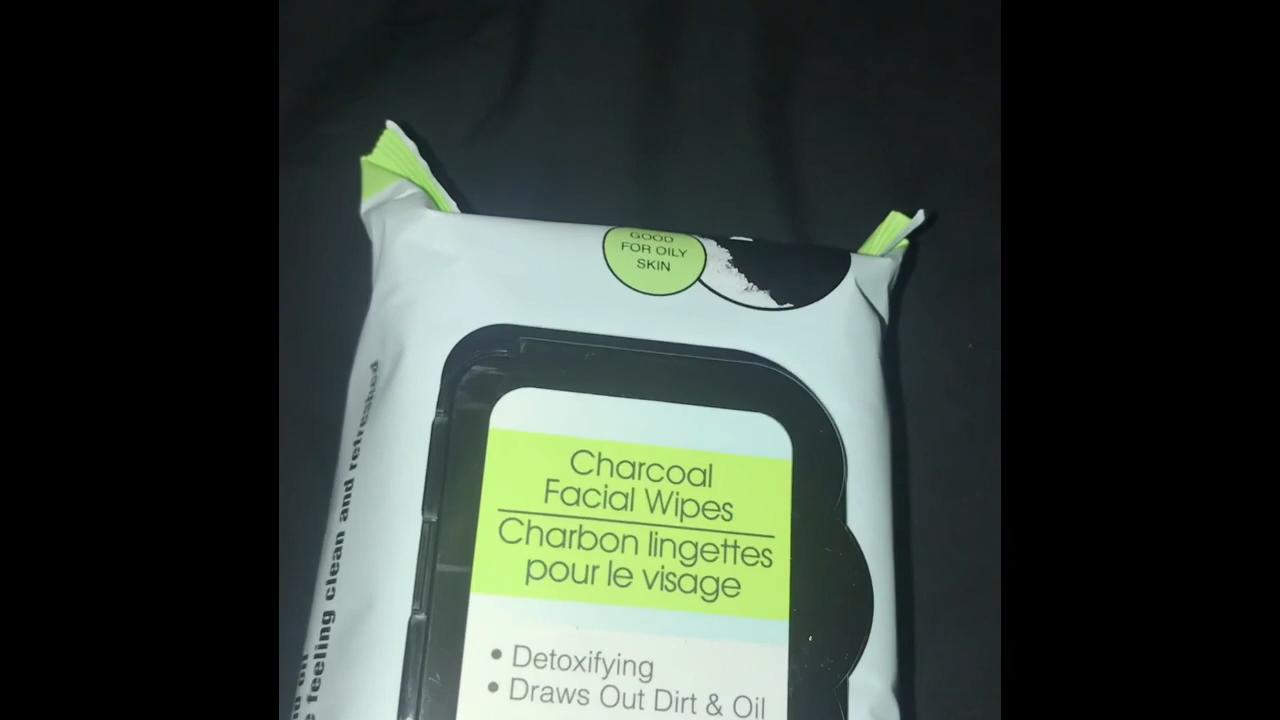 GOOD
FOR OILY
SKIN
Charcoal
Facial Wipes
Charbon lingettes
pour le visage
• Detoxifying
• Draws Out Dirt & Oil
feeling clean and refreshed